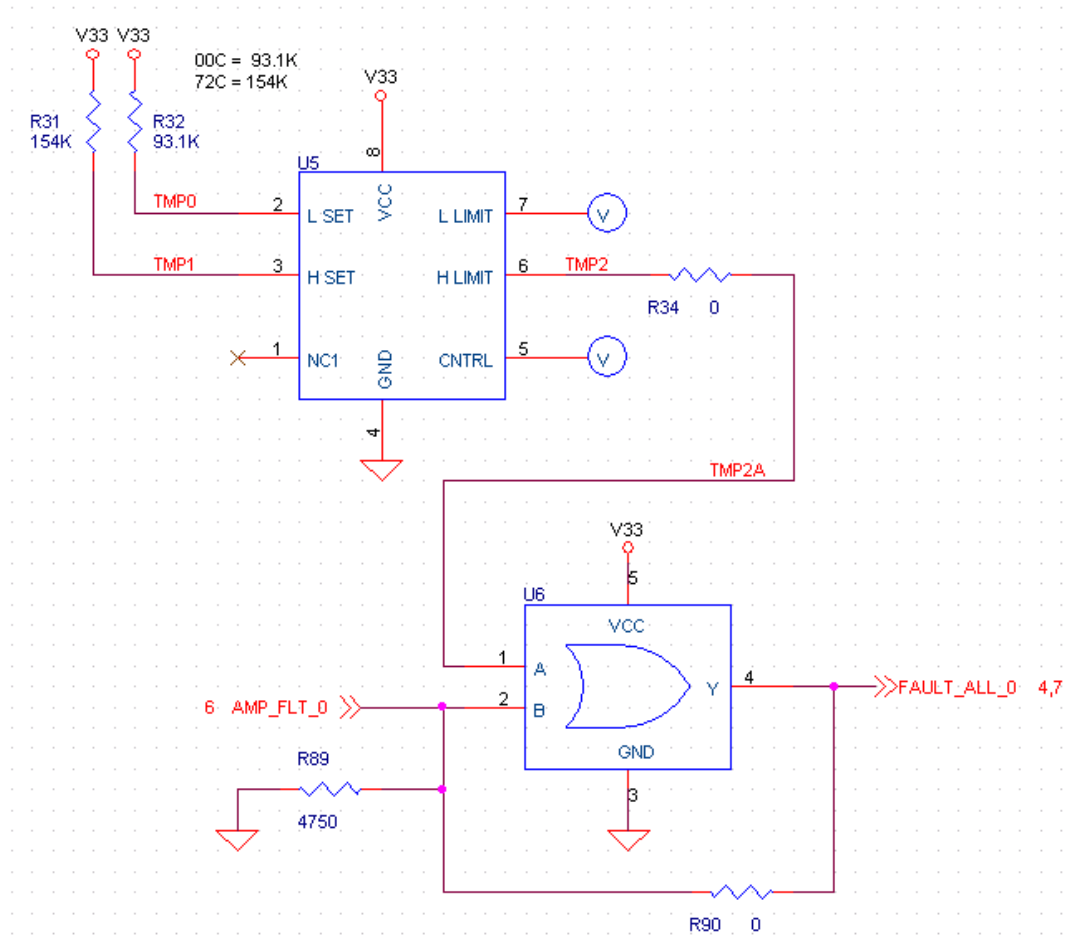 V33 V33
00C = 93.1K
72C = 154K
V33
R31
154K
R32
93.1K
8
U5
TMP0
2
L SET
VCC
L LIMIT
7
V
TMP1
3
H SET
H LIMIT
6
TMP2
R34 0
1
NC1
GND
CNTRL
5
V
4
TMP2A
V33
5
U6
VCC
1
A
6 AMP_FLT_0
2
B
Y
4
FAULT_ALL_0 4,7
GND
R89
4750
3
R90 0